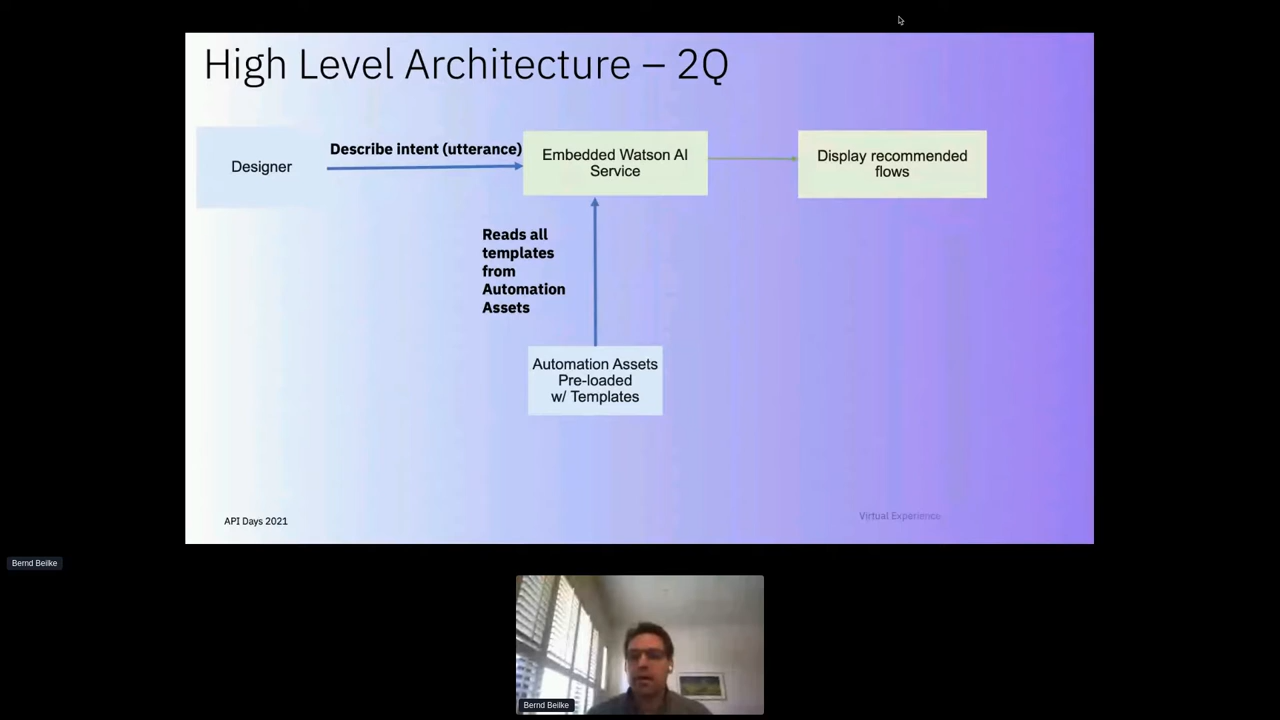 High Level Architecture – 2Q
Designer
Describe intent (utterance)
Embedded Watson AI
Service
Display recommended
flows
Reads all
templates
from
Automation
Assets
Automation Assets
Pre-loaded
w/ Templates
API Days 2021
Virtual Experience
Bernd Beilke
Bernd Beilke